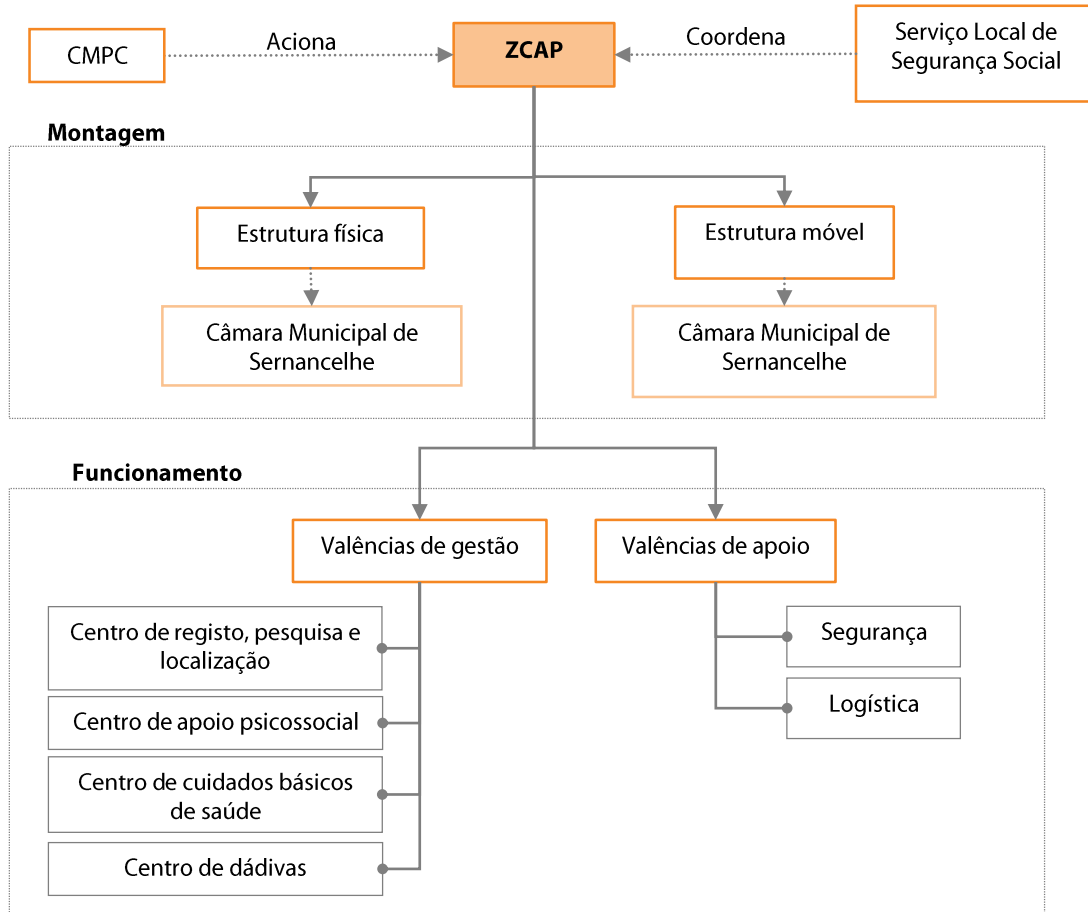 CMPC
Aciona
ZCAP
Coordena
Serviço Local de
Segurança Social
Montagem
Estrutura física
Estrutura móvel
Câmara Municipal de
Sernancelhe
Câmara Municipal de
Sernancelhe
Funcionamento
Valências de gestão
Valências de apoio
Centro de registo, pesquisa e
localização
Centro de apoio psicossocial
Centro de cuidados básicos
de saúde
Centro de dádivas
Segurança
Logística